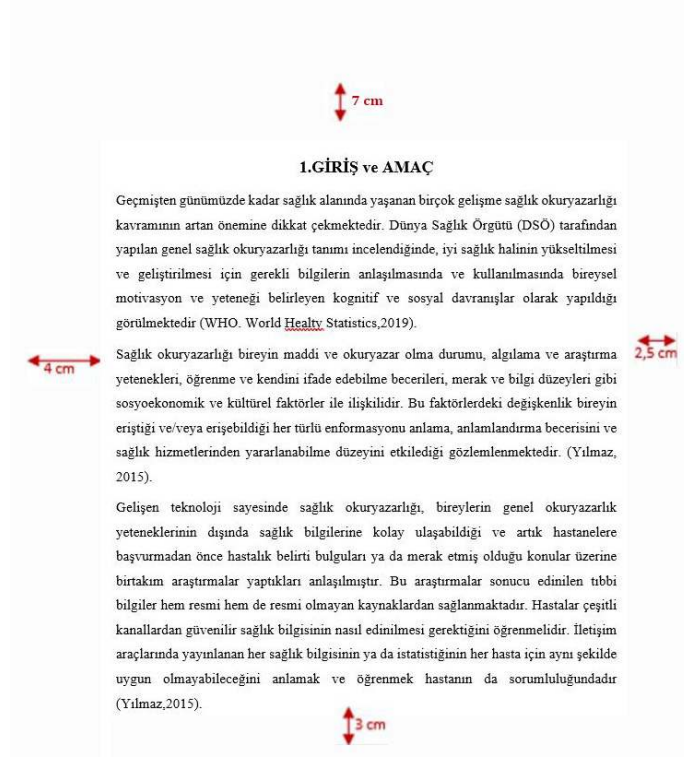 7 cm
1.GİRİŞ ve AMAÇ
Geçmişten günümüzde kadar sağlık alanında yaşanan birçok gelişme sağlık okuryazarlığı
kavramının artan önemine dikkat çekmektedir. Dünya Sağlık Örgütü (DSÖ) tarafından
yapılan genel sağlık okuryazarlığı tanımı incelendiğinde, iyi sağlık halinin yükseltilmesi
ve geliştirilmesi için gerekli bilgilerin anlaşılmasında ve kullanılmasında bireysel
motivasyon ve yeteneği belirleyen kognitif ve sosyal davranışlar olarak yapıldığı
görülmektedir (WHO. World Healty Statistics,2019).
Sağlık okuryazarlığı bireyin maddi ve okuryazar olma durumu, algılama ve araştırma
2,5 cm
4 cm
yetenekleri, öğrenme ve kendini ifade edebilme becerileri, merak ve bilgi düzeyleri gibi
sosyoekonomik ve kültürel faktörler ile ilişkilidir. Bu faktörlerdeki değişkenlik bireyin
eriştiği ve/veya erişebildiği her türlü enformasyonu anlama, anlamlandırma becerisini ve
sağlık hizmetlerinden yararlanabilme düzeyini etkilediği gözlemlenmektedir. (Yılmaz,
2015).
Gelişen teknoloji sayesinde sağlık okuryazarlığı, bireylerin genel okuryazarlık
yeteneklerinin dışında sağlık bilgilerine kolay ulaşabildiği ve artık hastanelere
başvurmadan önce hastalık belirti bulguları ya da merak etmiş olduğu konular üzerine
birtakım araştırmalar yaptıkları anlaşılmıştır. Bu araştırmalar sonucu edinilen tıbbi
bilgiler hem resmi hem de resmi olmayan kaynaklardan sağlanmaktadır. Hastalar çeşitli
kanallardan güvenilir sağlık bilgisinin nasıl edinilmesi gerektiğini öğrenmelidir. İletişim
araçlarında yayınlanan her sağlık bilgisinin ya da istatistiğinin her hasta için aynı şekilde
uygun olmayabileceğini anlamak ve öğrenmek hastanın da sorumluluğundadır
(Yılmaz,2015).
3 cm